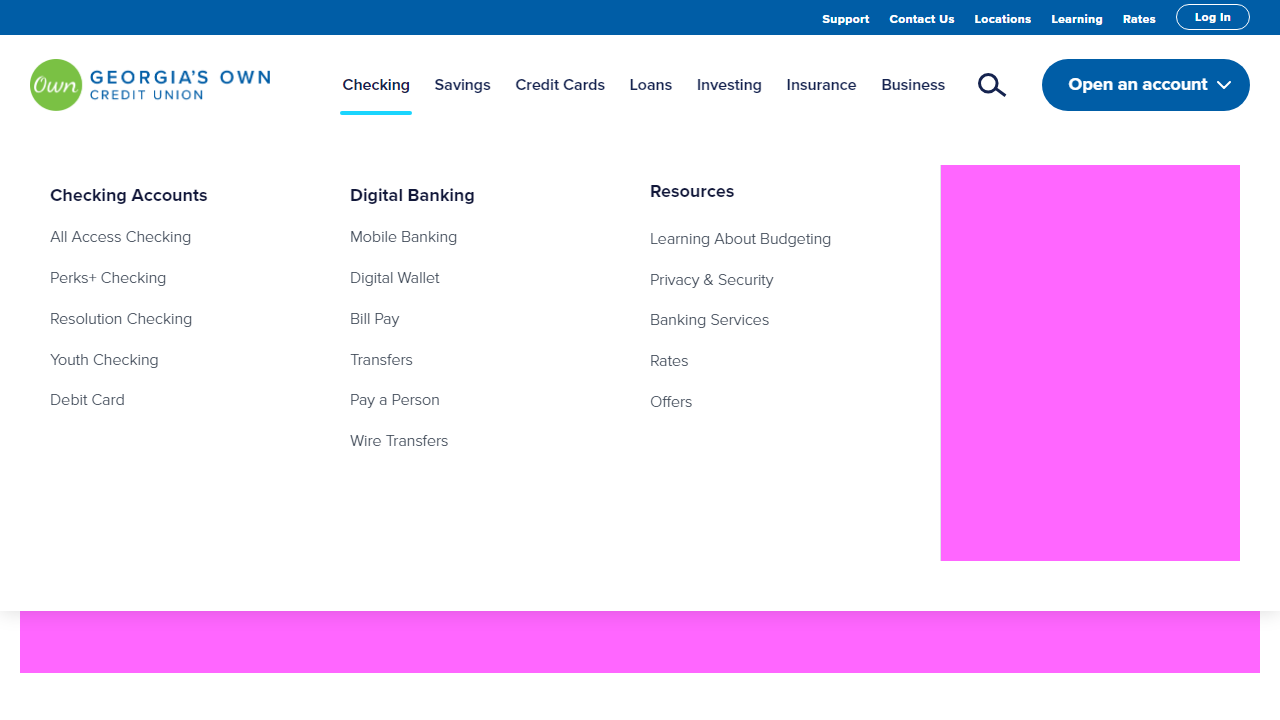 Support Contact Us Locations Learning Rates Log In
Own GEORGIA'S OWN
CREDIT UNION
Checking Savings Credit Cards Loans Investing Insurance Business Open an account
Checking Accounts
All Access Checking
Perks+ Checking
Resolution Checking
Youth Checking
Debit Card
Digital Banking
Mobile Banking
Digital Wallet
Bill Pay
Transfers
Pay a Person
Wire Transfers
Resources
Learning About Budgeting
Privacy & Security
Banking Services
Rates
Offers